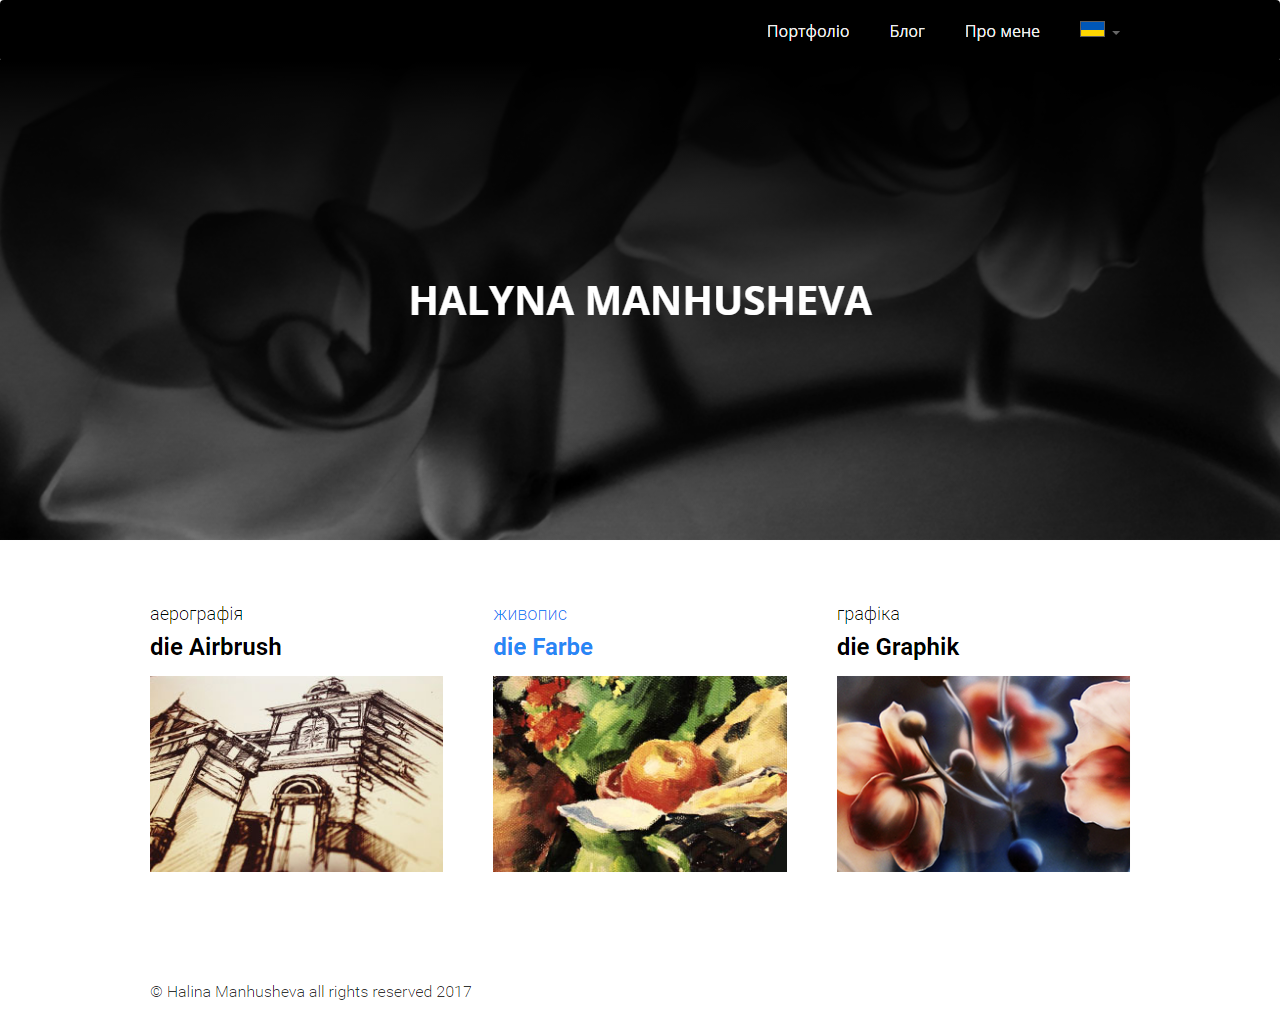 Портфоліо Блог Про мене
HALYNA MANHUSHEVA
аерографія
die Airbrush
живопис
die Farbe
графіка
die Graphik
© Halina Manhusheva all rights reserved 2017